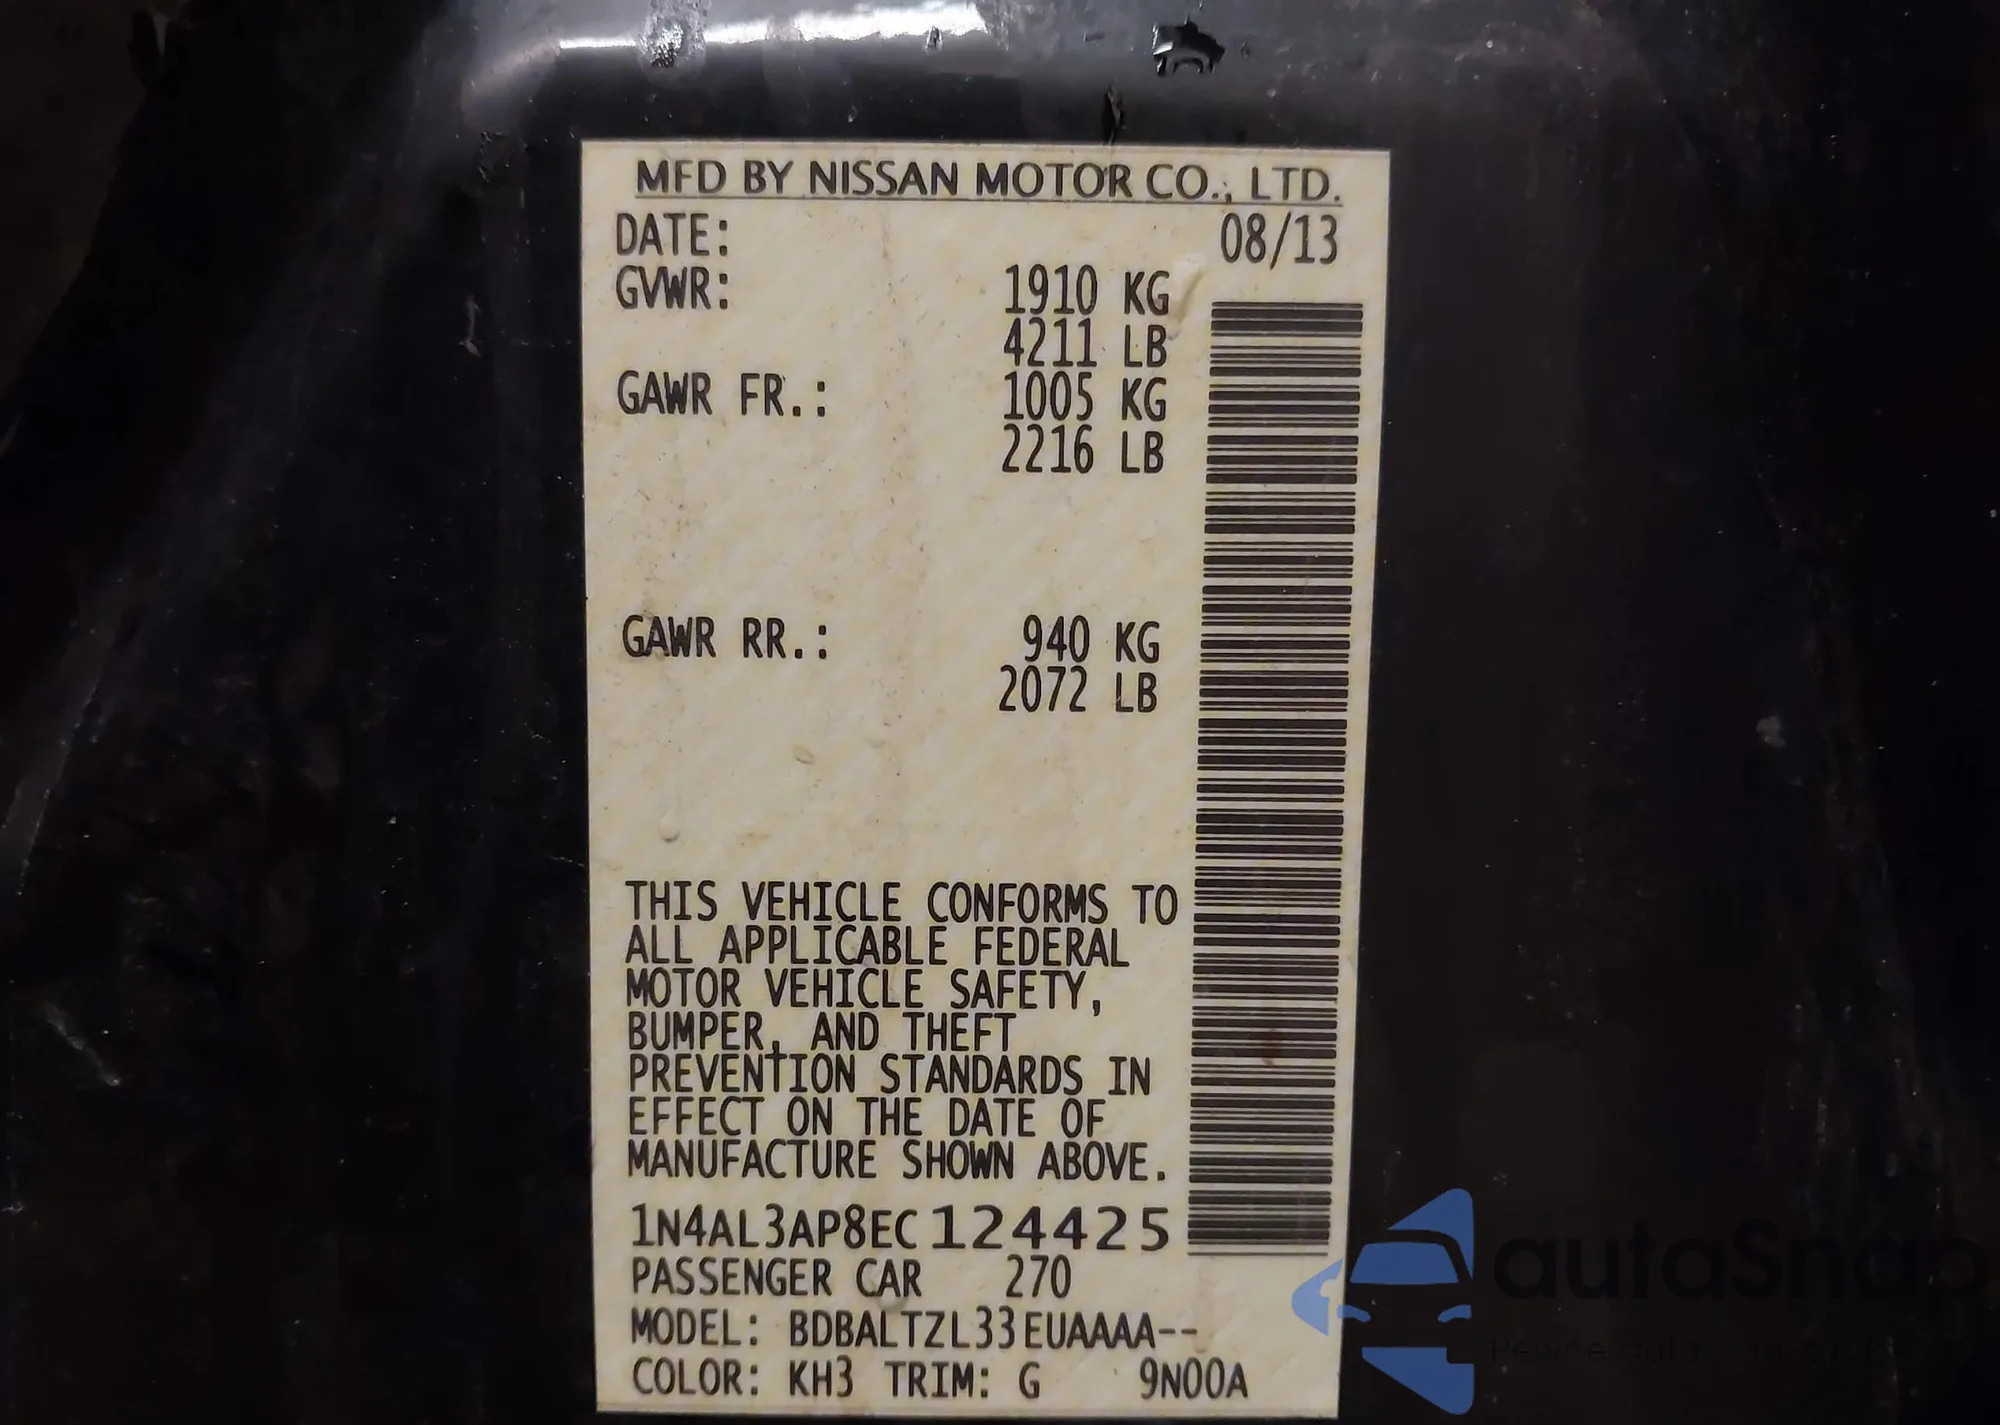 MFD BY NISSAN MOTOR CO., LTD.
DATE: 08/13
GVWR: 1910 KG
4211 LB
GAWR FR.: 1005 KG
2216 LB
GAWR RR.: 940 KG
2072 LB
THIS VEHICLE CONFORMS TO
ALL APPLICABLE FEDERAL
MOTOR VEHICLE SAFETY,
BUMPER, AND THEFT
PREVENTION STANDARDS IN
EFFECT ON THE DATE OF
MANUFACTURE SHOWN ABOVE.
1N4AL3AP8EC124425
PASSENGER CAR 270
MODEL: BDBALTZL33EUAAAA--
COLOR: KH3 TRIM: G 9N00A
autaSnap